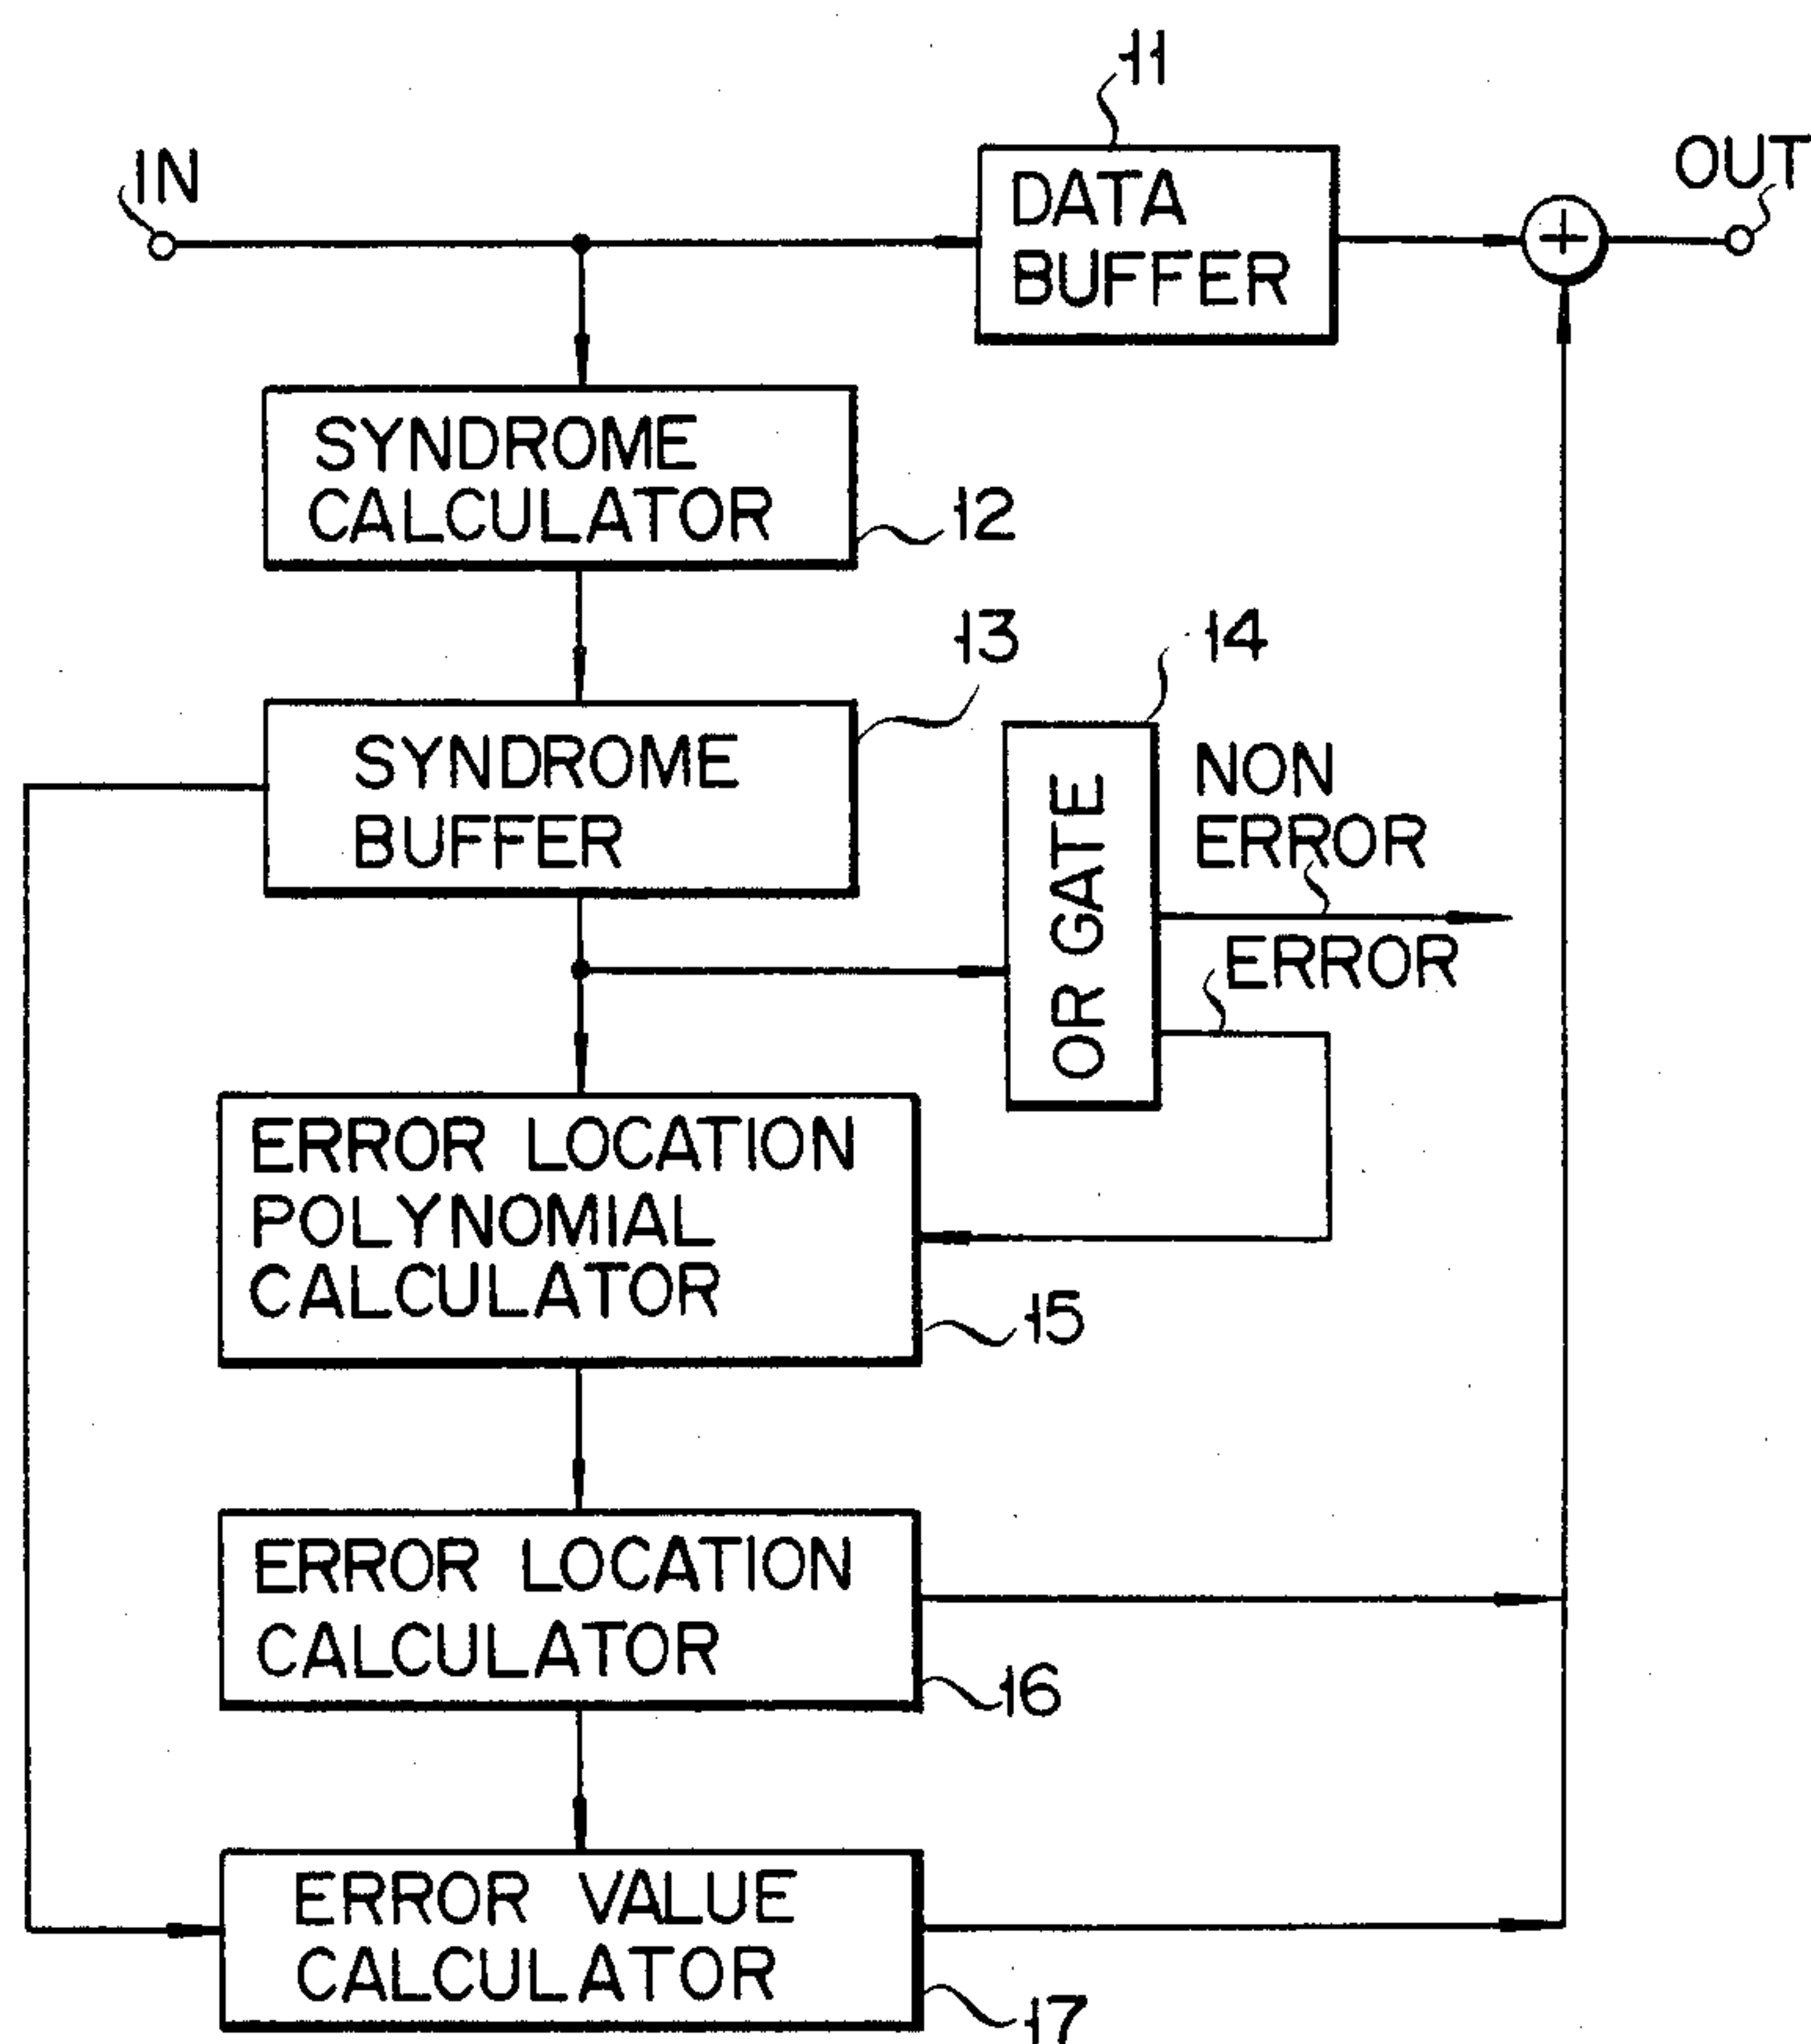 11
IN
DATA
BUFFER
OUT
+
SYNDROME
CALCULATOR
12
13
14
SYNDROME
BUFFER
OR GATE
NON
ERROR
ERROR
ERROR LOCATION
POLYNOMIAL
CALCULATOR
15
ERROR LOCATION
CALCULATOR
16
ERROR VALUE
CALCULATOR
17